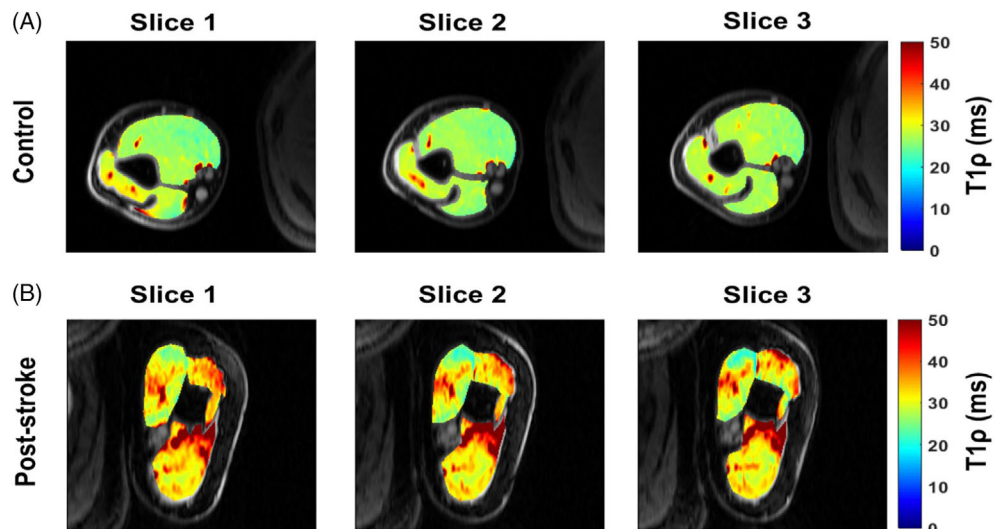 (A)
Slice 1
Slice 2
Slice 3
Control
50
40
30
20
10
0
T1ρ (ms)
(B)
Slice 1
Slice 2
Slice 3
Post-stroke
50
40
30
20
10
0
T1ρ (ms)